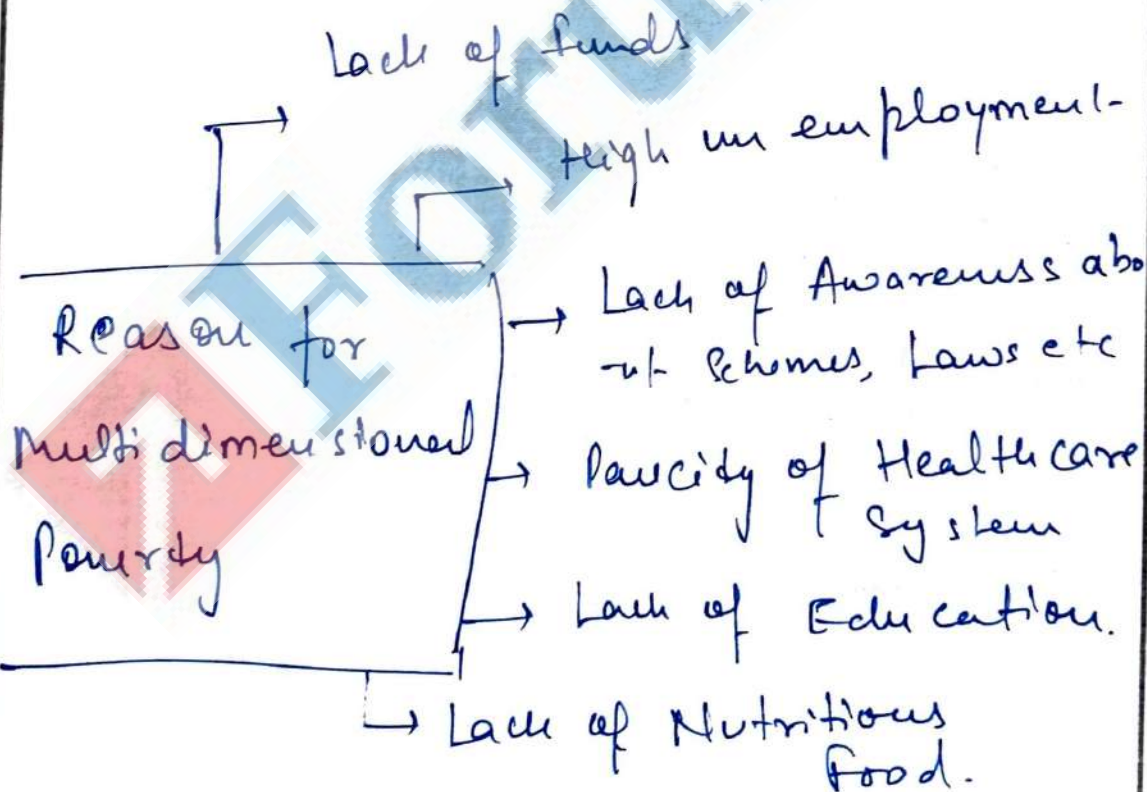 Lack of funds
High un employment
Reason for
Multi dimensional
Poverty
Lack of Awareness abo
-ut Schemes, Laws etc
Paucity of Healthcare
System
Lack of Education.
Lack of Nutritious
Food.